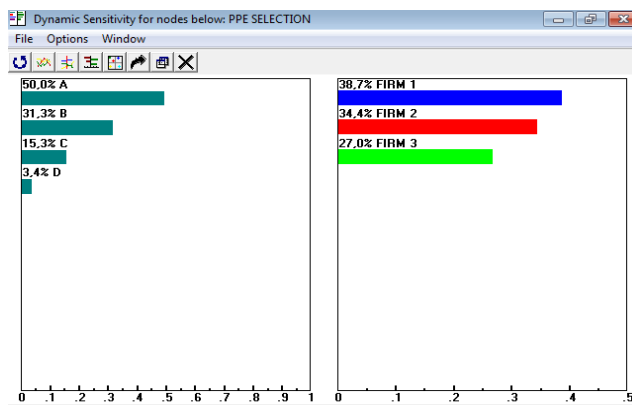 Dynamic Sensitivity for nodes below: PPE SELECTION
File Options Window
50,0% A
31,3% B
15,3% C
3,4% D
0 .1 .2 .3 .4 .5 .6 .7 .8 .9 1
38,7% FIRM 1
34,4% FIRM 2
27,0% FIRM 3
0 .1 .2 .3 .4 .5